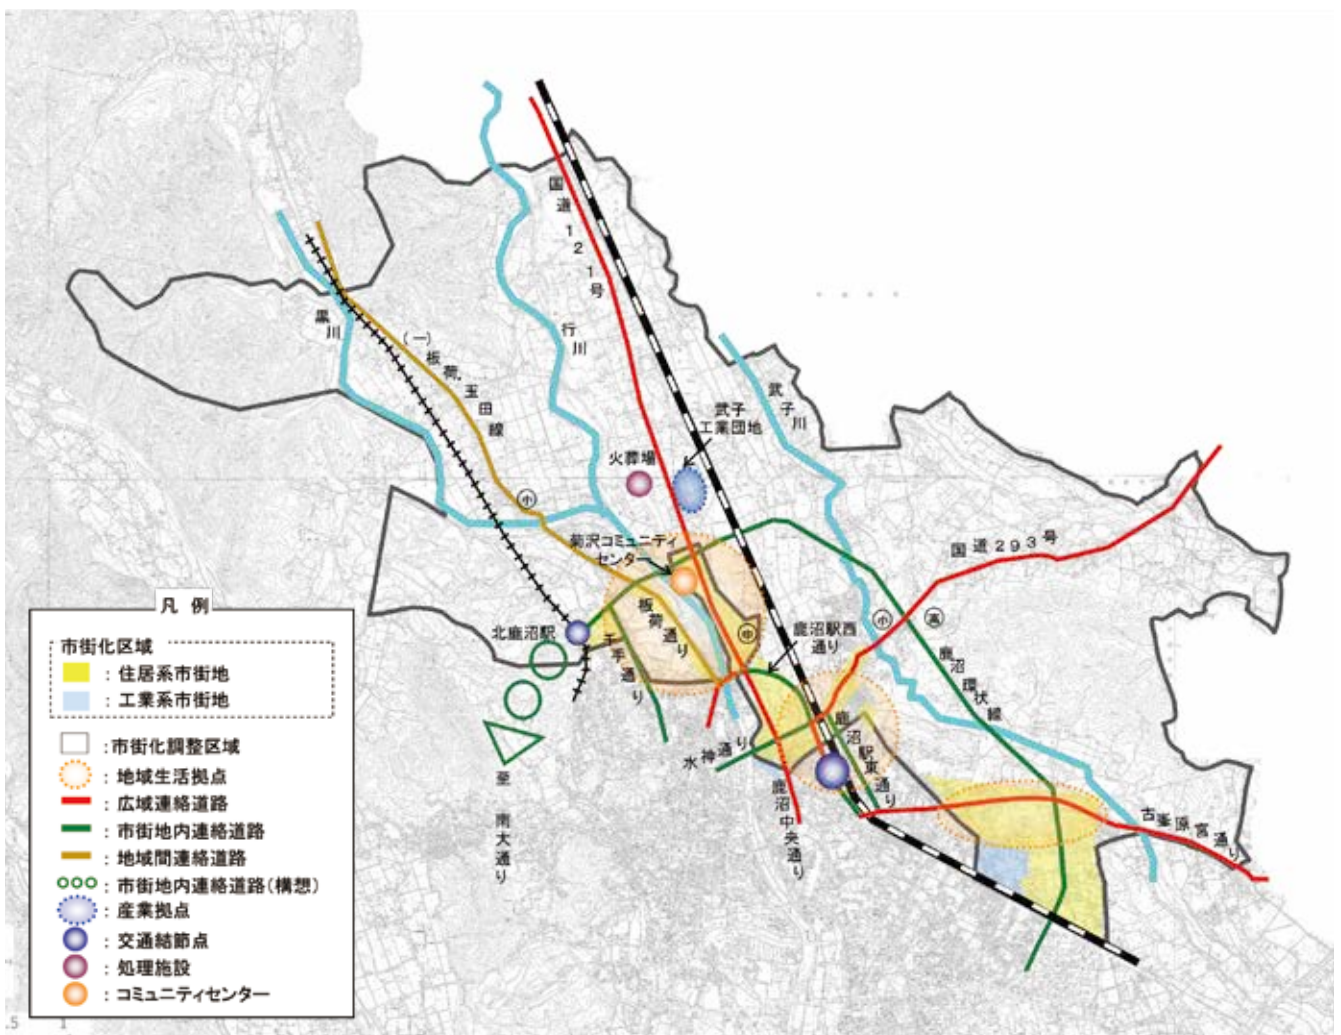 国道121号
黒川
(一)板荷・玉田線
行川
武子川
武子
工業団地
火葬場
小
国道293号
菊沢コミュニティ
センター
小
高
中
板荷通り
千手通り
北鹿沼駅
鹿沼駅西
通り
鹿沼環状線
水神通り
鹿沼駅東通り
鹿沼中央通り
古峯原宮通り
至 南大通り
凡 例
市街化区域
:住居系市街地
:工業系市街地
:市街化調整区域
:地域生活拠点
:広域連絡道路
:市街地内連絡道路
:地域間連絡道路
:市街地内連絡道路(構想)
:産業拠点
:交通結節点
:処理施設
:コミュニティセンター
.5 1